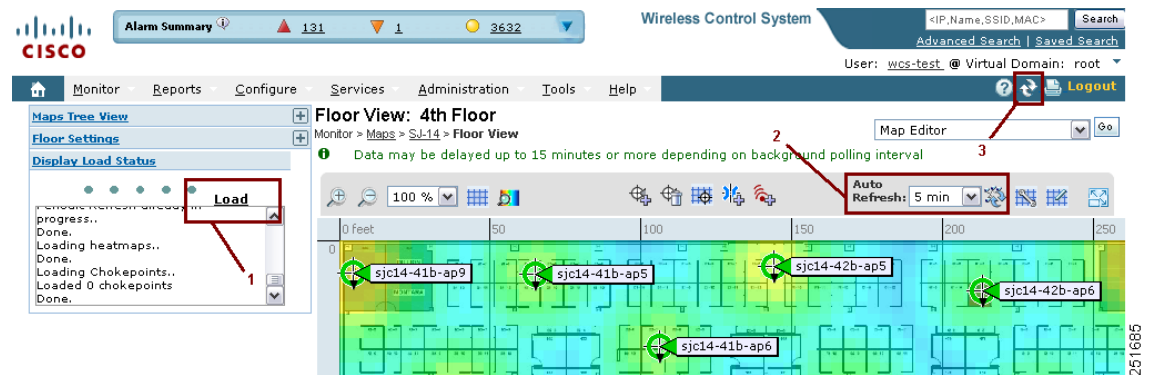 CISCO
Alarm Summary 131 1 3632
Wireless Control System
<IP,Name,SSID,MAC> Search
Advanced Search | Saved Search
User: wcs-test @ Virtual Domain: root
Monitor Reports Configure Services Administration Tools Help
? Logout
Maps Tree View +
Floor Settings +
Display Load Status
Load
progress..
Done.
Loading heatmaps..
Done.
Loading Chokepoints..
Loaded 0 chokepoints
Done.
1
Floor View: 4th Floor
Monitor > Maps > SJ-14 > Floor View
2
Map Editor Go
3
Data may be delayed up to 15 minutes or more depending on background polling interval
100 %
Auto
Refresh: 5 min
0 feet 50 100 150 200 250
0
sjc14-41b-ap9
sjc14-41b-ap5
sjc14-42b-ap5
sjc14-42b-ap6
sjc14-41b-ap6
251685